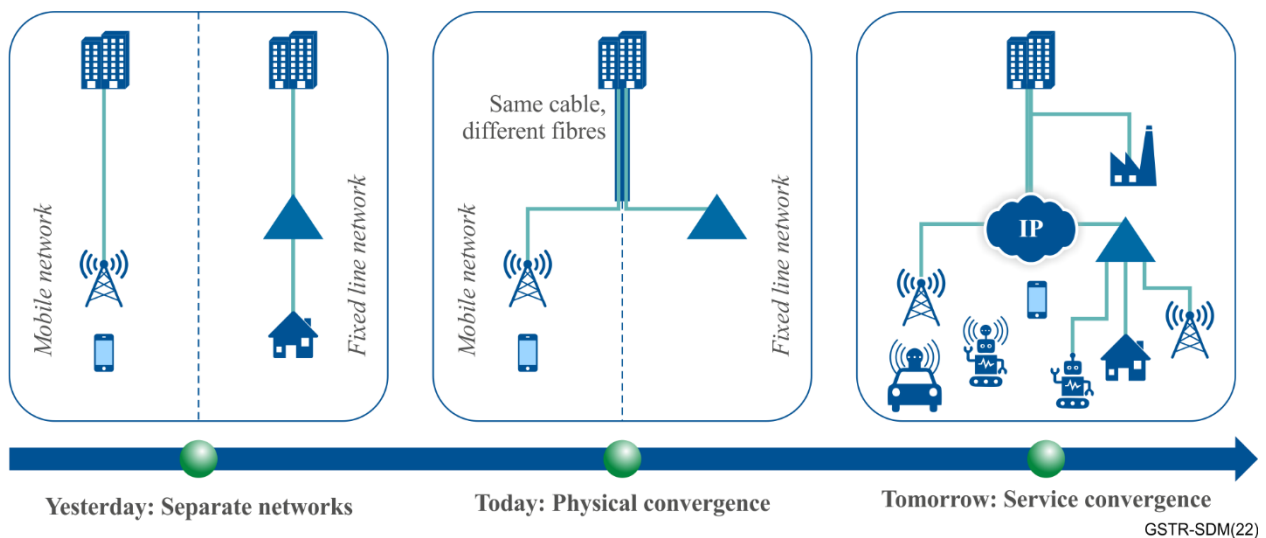 Mobile network
Fixed line network
Same cable,
different fibres
Mobile network
Fixed line network
IP
Yesterday: Separate networks
Today: Physical convergence
Tomorrow: Service convergence
GSTR-SDM(22)